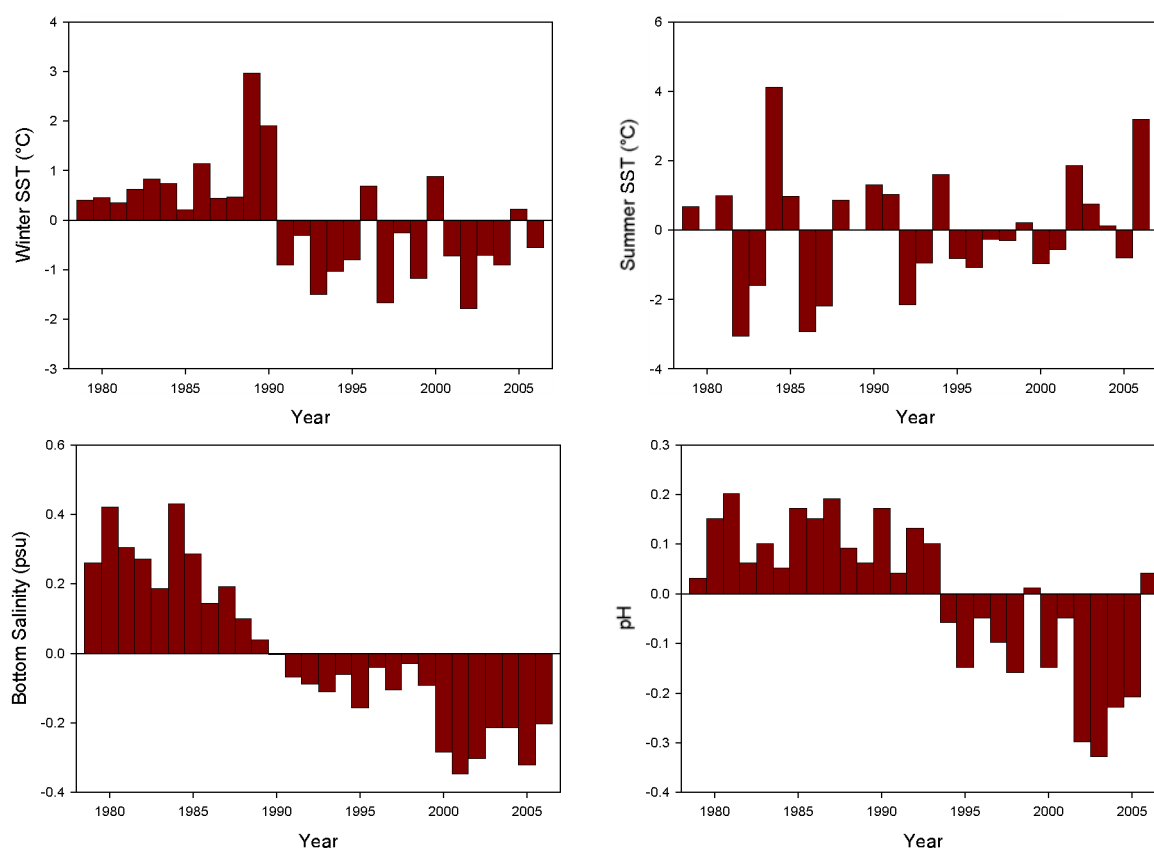 Winter SST (°C)
4
3
2
1
0
-1
-2
-3
1980 1985 1990 1995 2000 2005
Year
Summer SST (°C)
6
4
2
0
-2
-4
1980 1985 1990 1995 2000 2005
Year
Bottom Salinity (psu)
0.6
0.4
0.2
0.0
-0.2
-0.4
1980 1985 1990 1995 2000 2005
Year
pH
0.3
0.2
0.1
0.0
-0.1
-0.2
-0.3
-0.4
1980 1985 1990 1995 2000 2005
Year